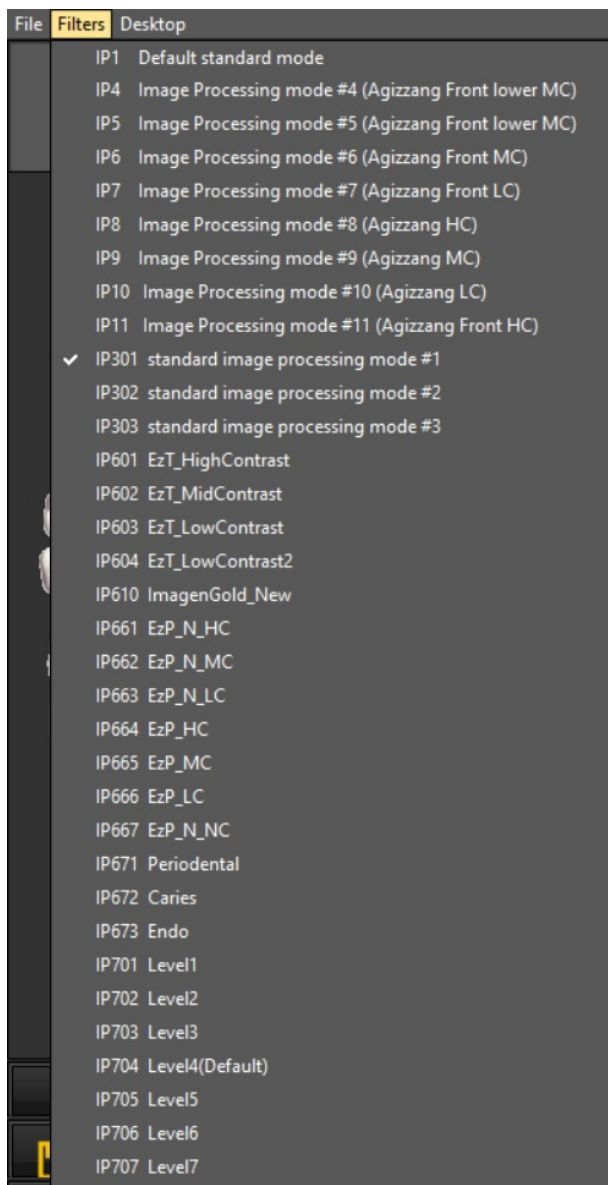 File Filters Desktop
IP1 Default standard mode
IP4 Image Processing mode #4 (Agizzang Front lower MC)
IP5 Image Processing mode #5 (Agizzang Front lower MC)
IP6 Image Processing mode #6 (Agizzang Front MC)
IP7 Image Processing mode #7 (Agizzang Front LC)
IP8 Image Processing mode #8 (Agizzang HC)
IP9 Image Processing mode #9 (Agizzang MC)
IP10 Image Processing mode #10 (Agizzang LC)
IP11 Image Processing mode #11 (Agizzang Front HC)
IP301 standard image processing mode #1
IP302 standard image processing mode #2
IP303 standard image processing mode #3
IP601 EzT_HighContrast
IP602 EzT_MidContrast
IP603 EzT_LowContrast
IP604 EzT_LowContrast2
IP610 ImagenGold_New
IP661 EzP_N_HC
IP662 EzP_N_MC
IP663 EzP_N_LC
IP664 EzP_HC
IP665 EzP_MC
IP666 EzP_LC
IP667 EzP_N_NC
IP671 Periodental
IP672 Caries
IP673 Endo
IP701 Level1
IP702 Level2
IP703 Level3
IP704 Level4(Default)
IP705 Level5
IP706 Level6
IP707 Level7